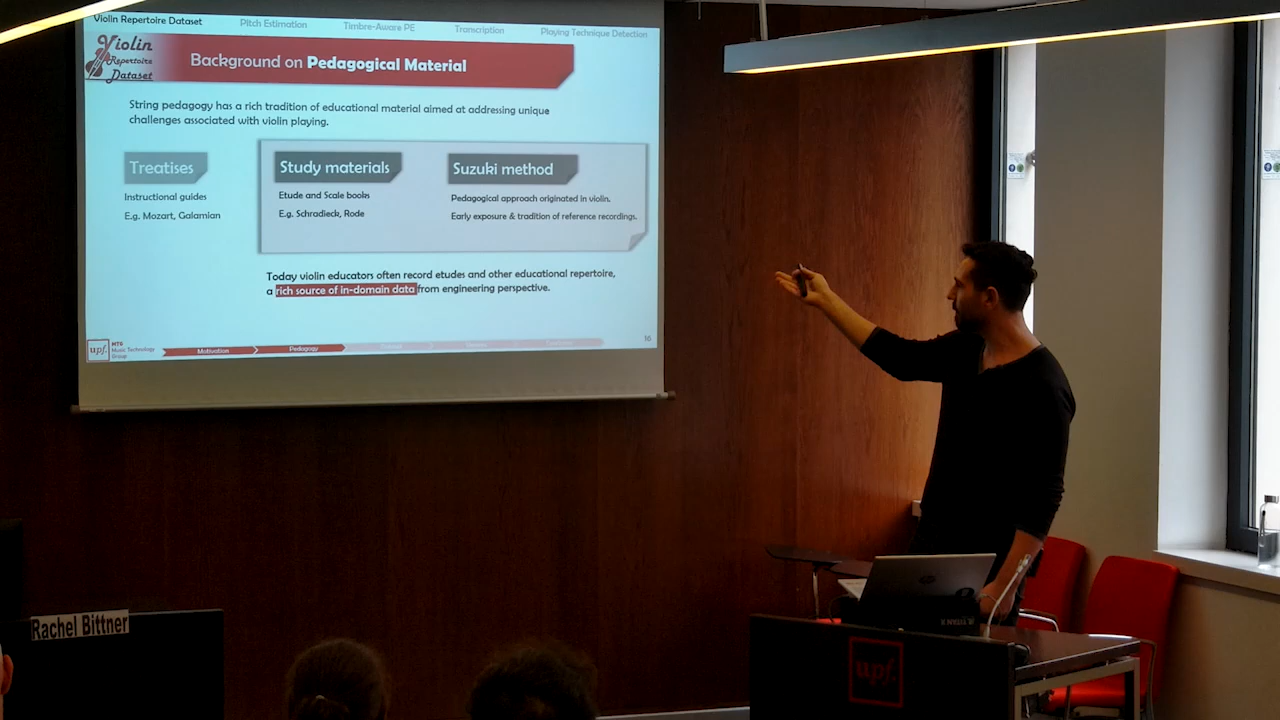 Violin Repertoire Dataset
Pitch Estimation
Timbre-Aware PE
Transcription
Playing Technique Detection
Violin
Repertoire
Dataset
Background on Pedagogical Material
String pedagogy has a rich tradition of educational material aimed at addressing unique
challenges associated with violin playing.
Treatises
Instructional guides
E.g. Mozart, Galamian
Study materials
Etude and Scale books
E.g. Schradieck, Rode
Suzuki method
Pedagogical approach originated in violin.
Early exposure & tradition of reference recordings.
Today violin educators often record etudes and other educational repertoire,
a rich source of in-domain data from engineering perspective.
upf.
MTG
Music Technology
Group
Motivation
Pedagogy
16
Rachel Bittner
upf.